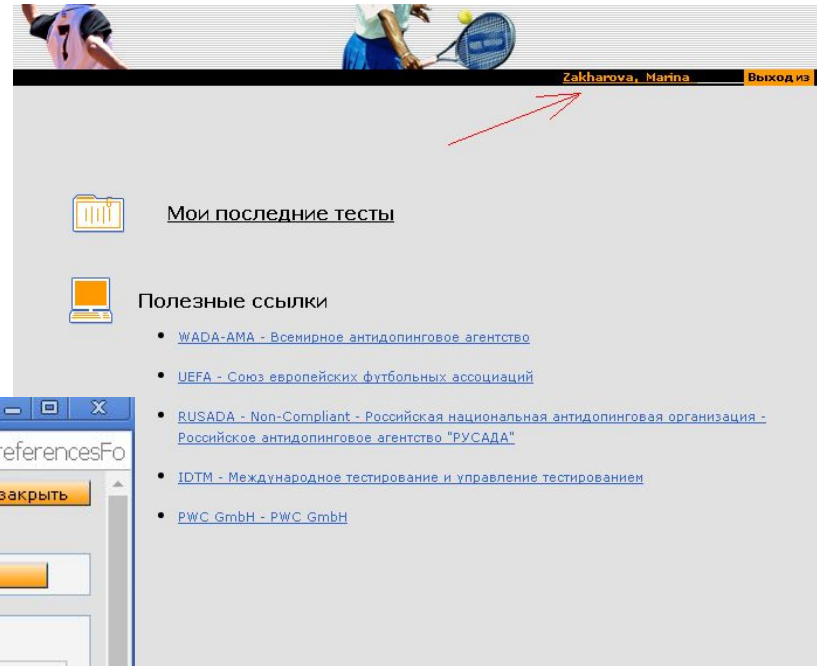 7
Zakharova, Marina
Выход из
Мои последние тесты
Полезные ссылки
WADA-AMA - Всемирное антидопинговое агентство
UEFA - Союз европейских футбольных ассоциаций
RUSADA - Non-Compliant - Российская национальная антидопинговая организация -
Российское антидопинговое агентство "РУСАДА"
IDTM - Международное тестирование и управление тестированием
PWC GmbH - PWC GmbH
referencesFo
закрыть